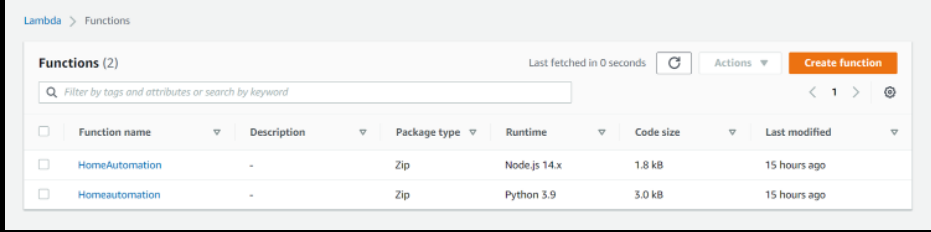 Lambda > Functions
Functions (2) Last fetched in 0 seconds Actions Create function
Filter by tags and attributes or search by keyword < 1 >
Function name Description Package type Runtime Code size Last modified
HomeAutomation - Zip Node.js 14.x 1.8 kB 15 hours ago
Homeautomation - Zip Python 3.9 3.0 kB 15 hours ago